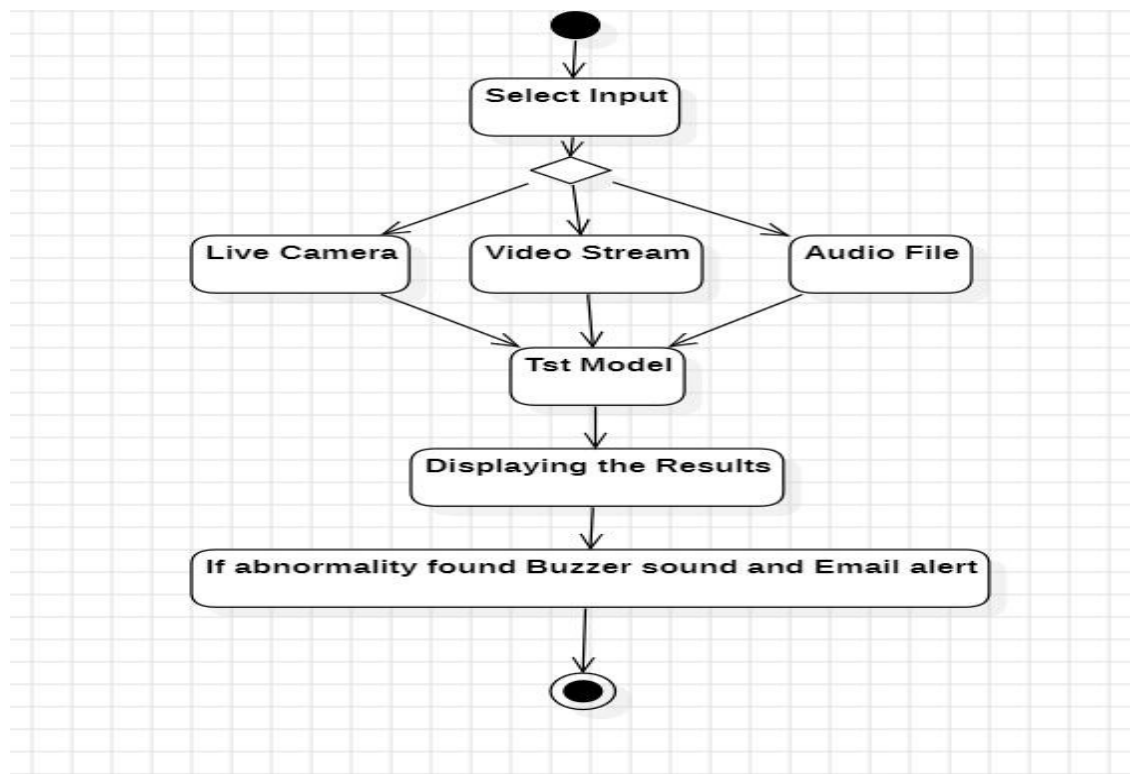 Select Input
Live Camera
Video Stream
Audio File
Tst Model
Displaying the Results
If abnormality found Buzzer sound and Email alert